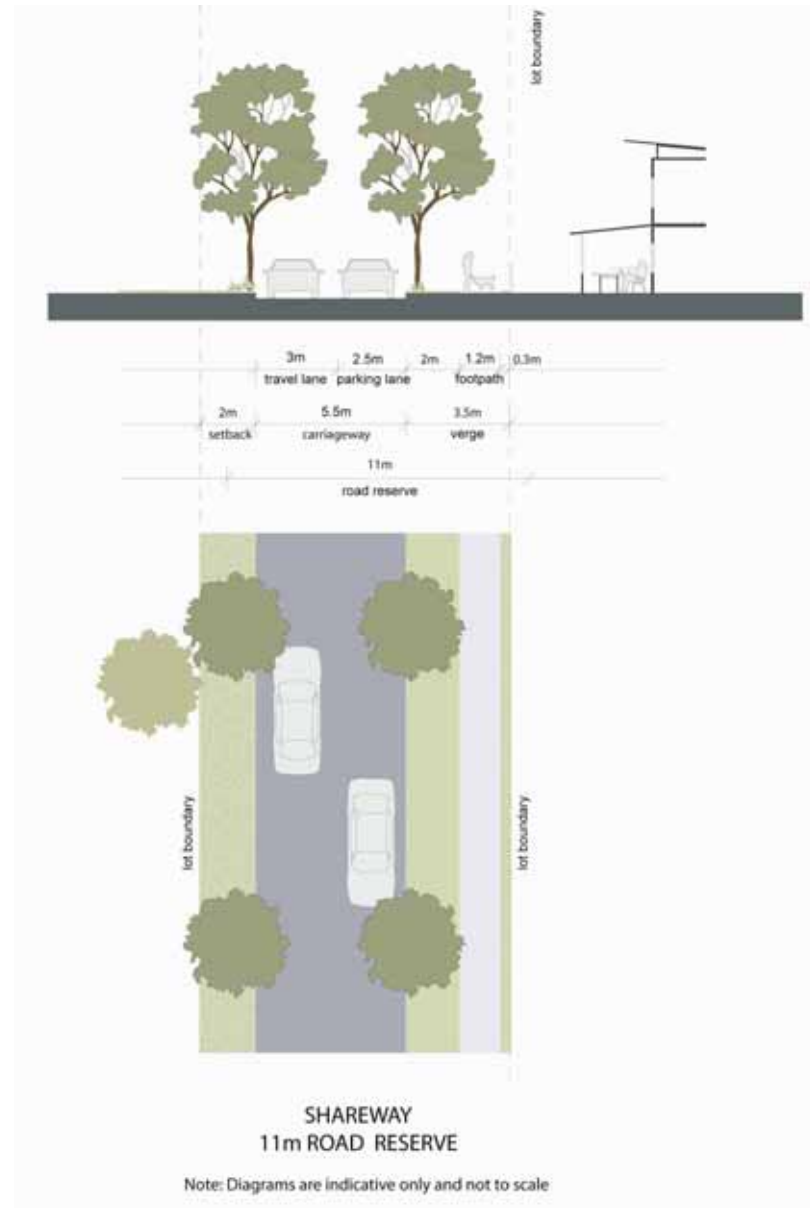 lot boundary
3m
2.5m
2m
1.2m
0.3m
travel lane
parking lane
footpath
2m
5.5m
3.5m
setback
carriageway
verge
11m
road reserve
lot boundary
lot boundary
SHAREWAY
11m ROAD RESERVE
Note: Diagrams are indicative only and not to scale